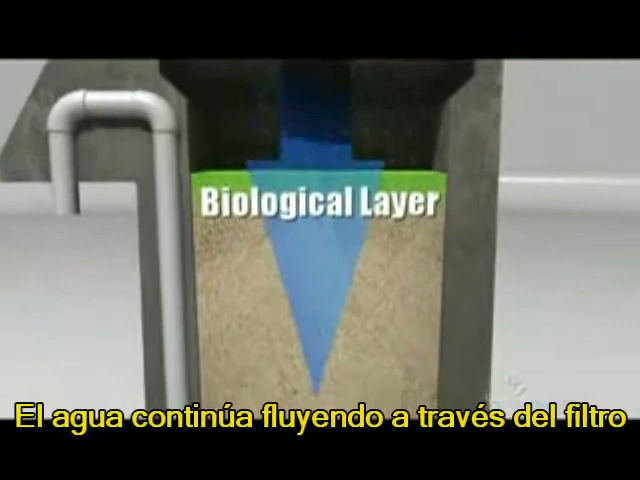 Biological Layer
El agua continúa fluyendo a través del filtro